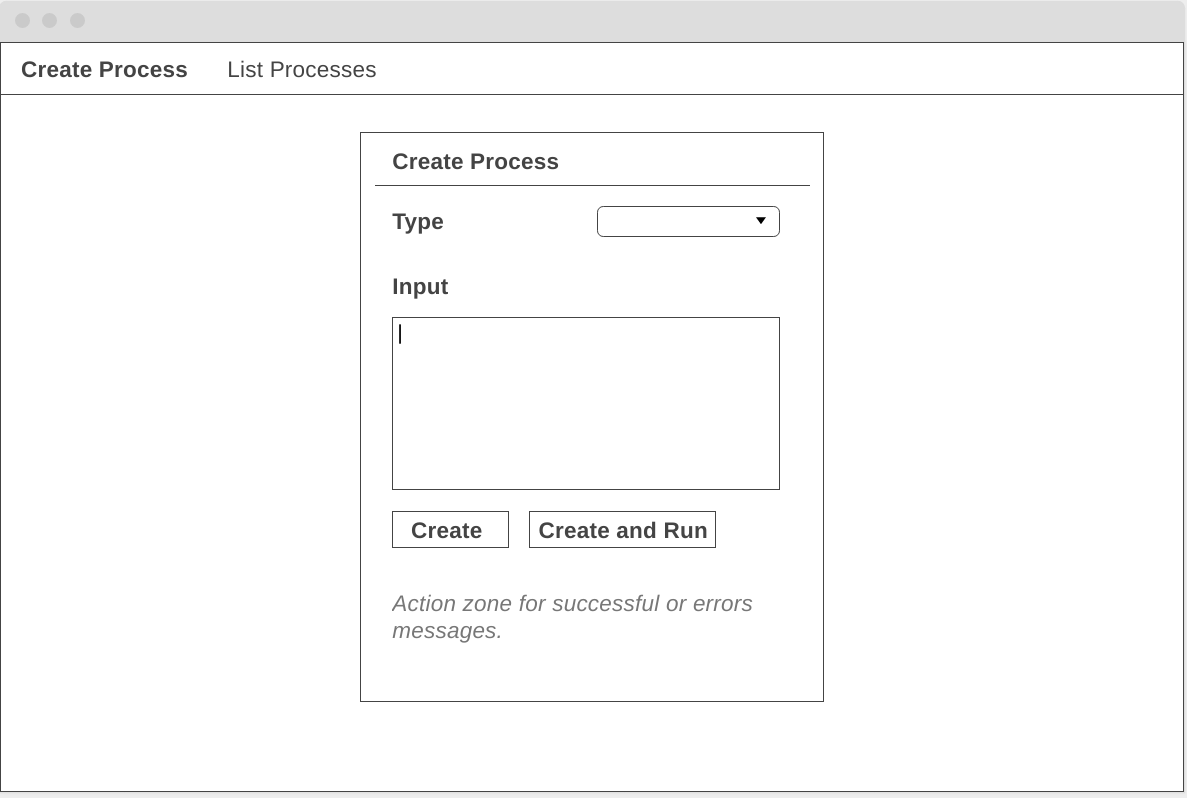 Create Process List Processes
Create Process
Type
Input
Create Create and Run
Action zone for successful or errors
messages.